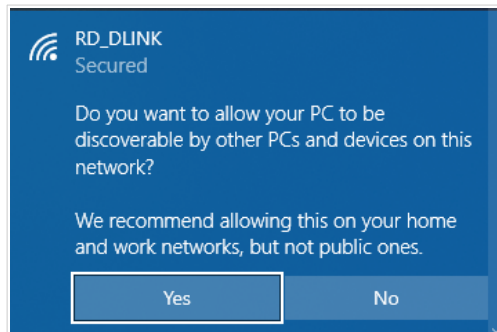 RD_DLINK
Secured
Do you want to allow your PC to be
discoverable by other PCs and devices on this
network?
We recommend allowing this on your home
and work networks, but not public ones.
Yes
No